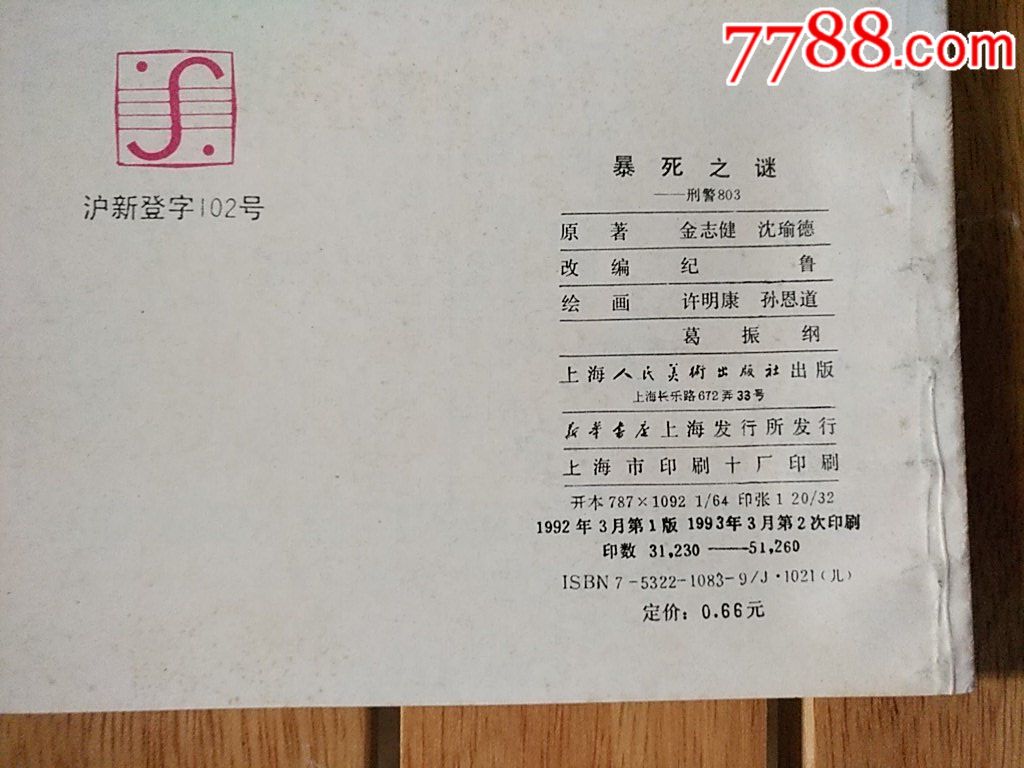 7788.com
沪新登字102号
暴死之谜
——刑警803
原著 金志健 沈瑜德
改编 纪鲁
绘画 许明康 孙恩道
葛振纲
上海人民美術出版社出版
上海长乐路672弄33号
新华书店上海发行所发行
上海市印刷十厂印刷
开本787×1092 1/64 印张1 20/32
1992年3月第1版 1993年3月第2次印刷
印数 31,230——51,260
ISBN 7-5322-1083-9/J·1021(儿)
定价：0.66元